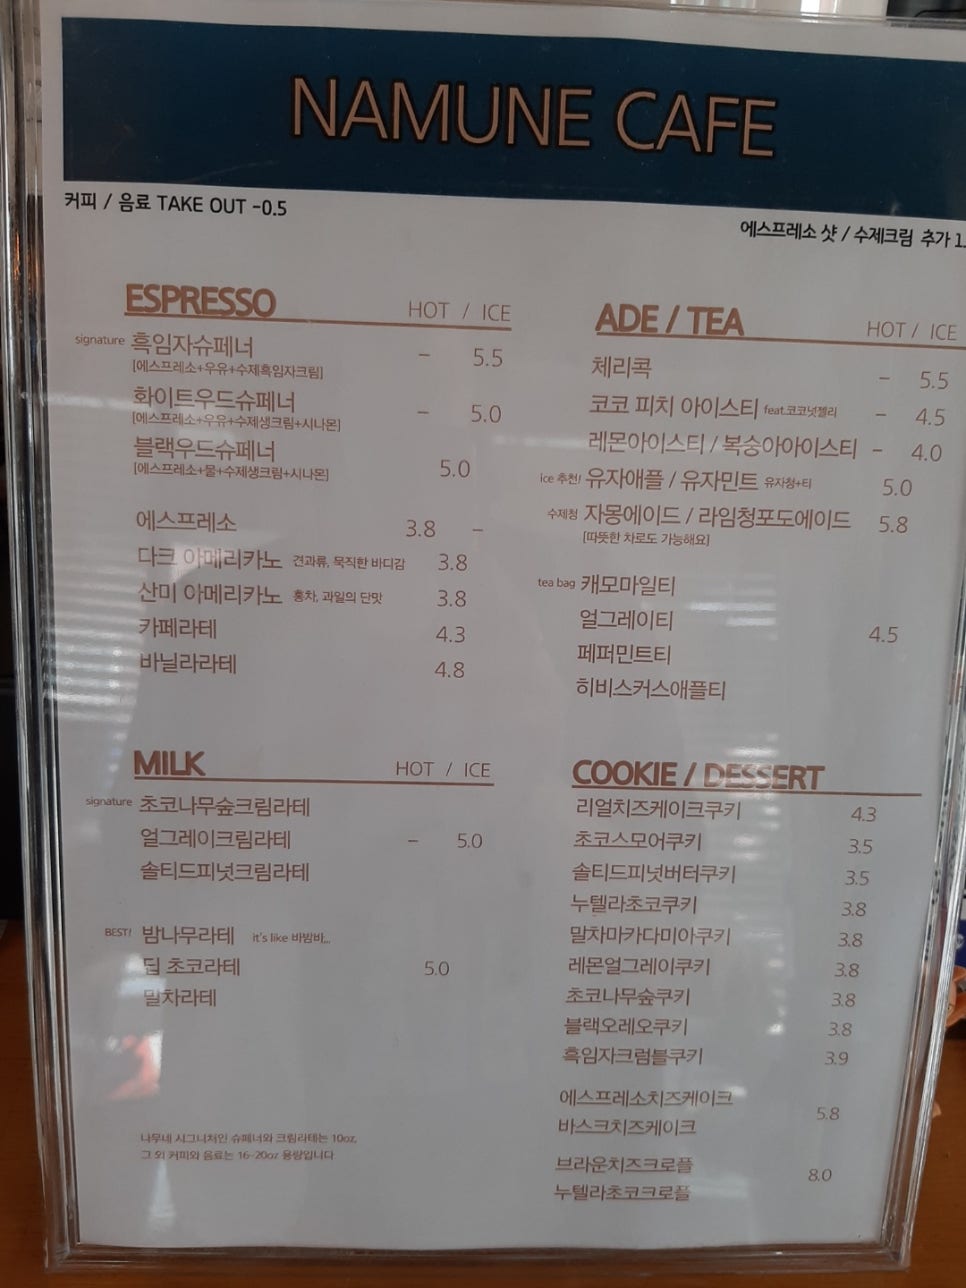 NAMUNE CAFE
커피 / 음료 TAKE OUT -0.5
에스프레소 샷 / 수제크림 추가 1.
ESPRESSO HOT / ICE
signature 흑임자슈페너 - 5.5
[에스프레소+우유+수제흑임자크림]
화이트우드슈페너 - 5.0
[에스프레소+우유+수제생크림+시나몬]
블랙우드슈페너 5.0
[에스프레소+물+수제생크림+시나몬]
에스프레소 3.8 -
다크 아메리카노 견과류, 묵직한 바디감 3.8
산미 아메리카노 홍차, 과일의 단맛 3.8
카페라테 4.3
바닐라라테 4.8
ADE / TEA HOT / ICE
체리콕 - 5.5
코코 피치 아이스티 feat.코코넛젤리 - 4.5
레몬아이스티 / 복숭아아이스티 - 4.0
ice 추천! 유자애플 / 유자민트 유자청+티 5.0
수제청 자몽에이드 / 라임청포도에이드 5.8
[따뜻한 차로도 가능해요]
tea bag 캐모마일티
얼그레이티
4.5
페퍼민트티
히비스커스애플티
MILK HOT / ICE
signature 초코나무숲크림라테
얼그레이크림라테 - 5.0
솔티드피넛크림라테
BEST! 밤나무라테 it's like 바밤바,,,
딥 초코라테 5.0
말차라테
나무네 시그니처인 슈페너와 크림라테는 10oz,
그 외 커피와 음료는 16-20oz 용량입니다
COOKIE / DESSERT
리얼치즈케이크쿠키 4.3
초코스모어쿠키 3.5
솔티드피넛버터쿠키 3.5
누텔라초코쿠키 3.8
말차마카다미아쿠키 3.8
레몬얼그레이쿠키 3.8
초코나무숲쿠키 3.8
블랙오레오쿠키 3.8
흑임자크럼블쿠키 3.9
에스프레소치즈케이크
5.8
바스크치즈케이크
브라운치즈크로플
8.0
누텔라초코크로플